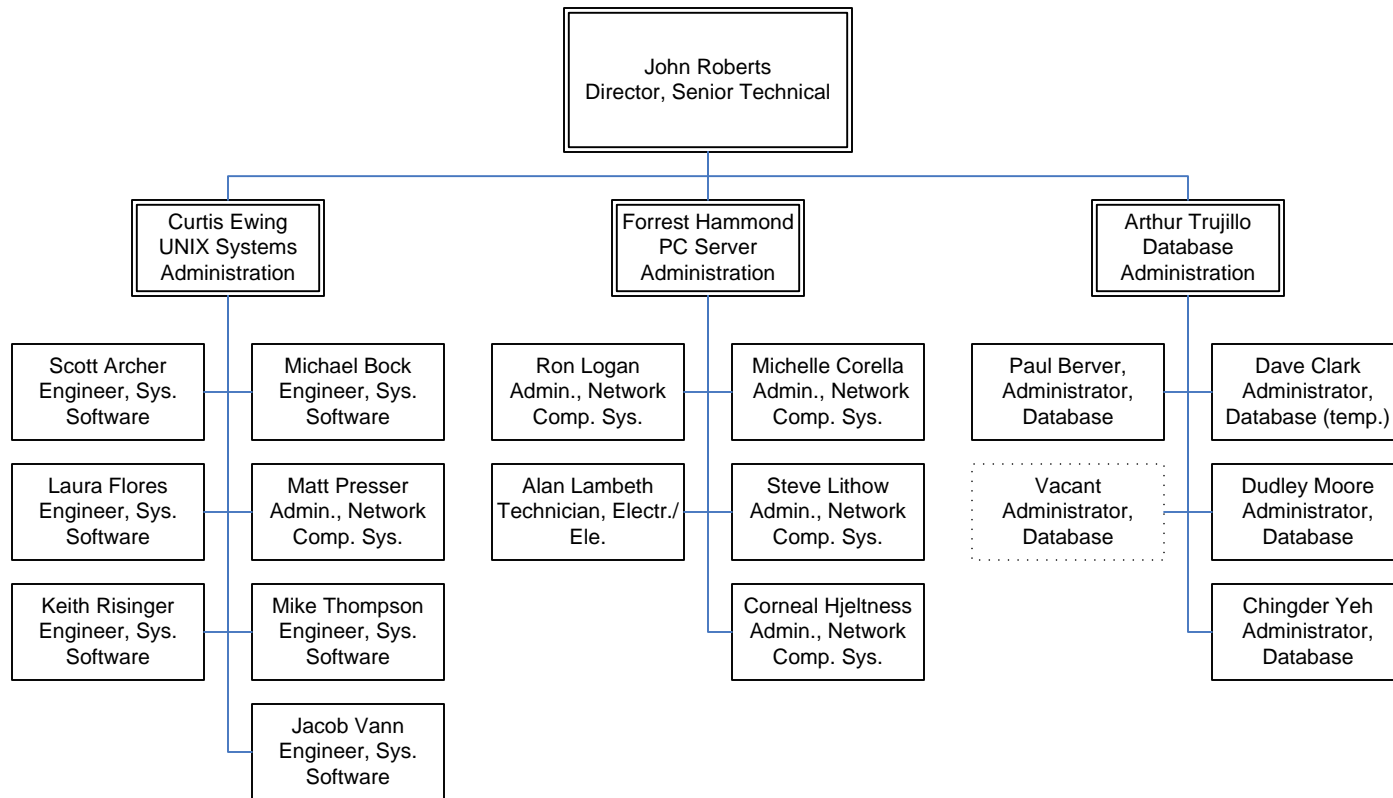 John Roberts
Director, Senior Technical
Curtis Ewing
UNIX Systems
Administration
Forrest Hammond
PC Server
Administration
Arthur Trujillo
Database
Administration
Scott Archer
Engineer, Sys.
Software
Michael Bock
Engineer, Sys.
Software
Ron Logan
Admin., Network
Comp. Sys.
Michelle Corella
Admin., Network
Comp. Sys.
Paul Berver,
Administrator,
Database
Dave Clark
Administrator,
Database (temp.)
Laura Flores
Engineer, Sys.
Software
Matt Presser
Admin., Network
Comp. Sys.
Alan Lambeth
Technician, Electr./
Ele.
Steve Lithow
Admin., Network
Comp. Sys.
Vacant
Administrator,
Database
Dudley Moore
Administrator,
Database
Keith Risinger
Engineer, Sys.
Software
Mike Thompson
Engineer, Sys.
Software
Corneal Hjeltness
Admin., Network
Comp. Sys.
Chingder Yeh
Administrator,
Database
Jacob Vann
Engineer, Sys.
Software